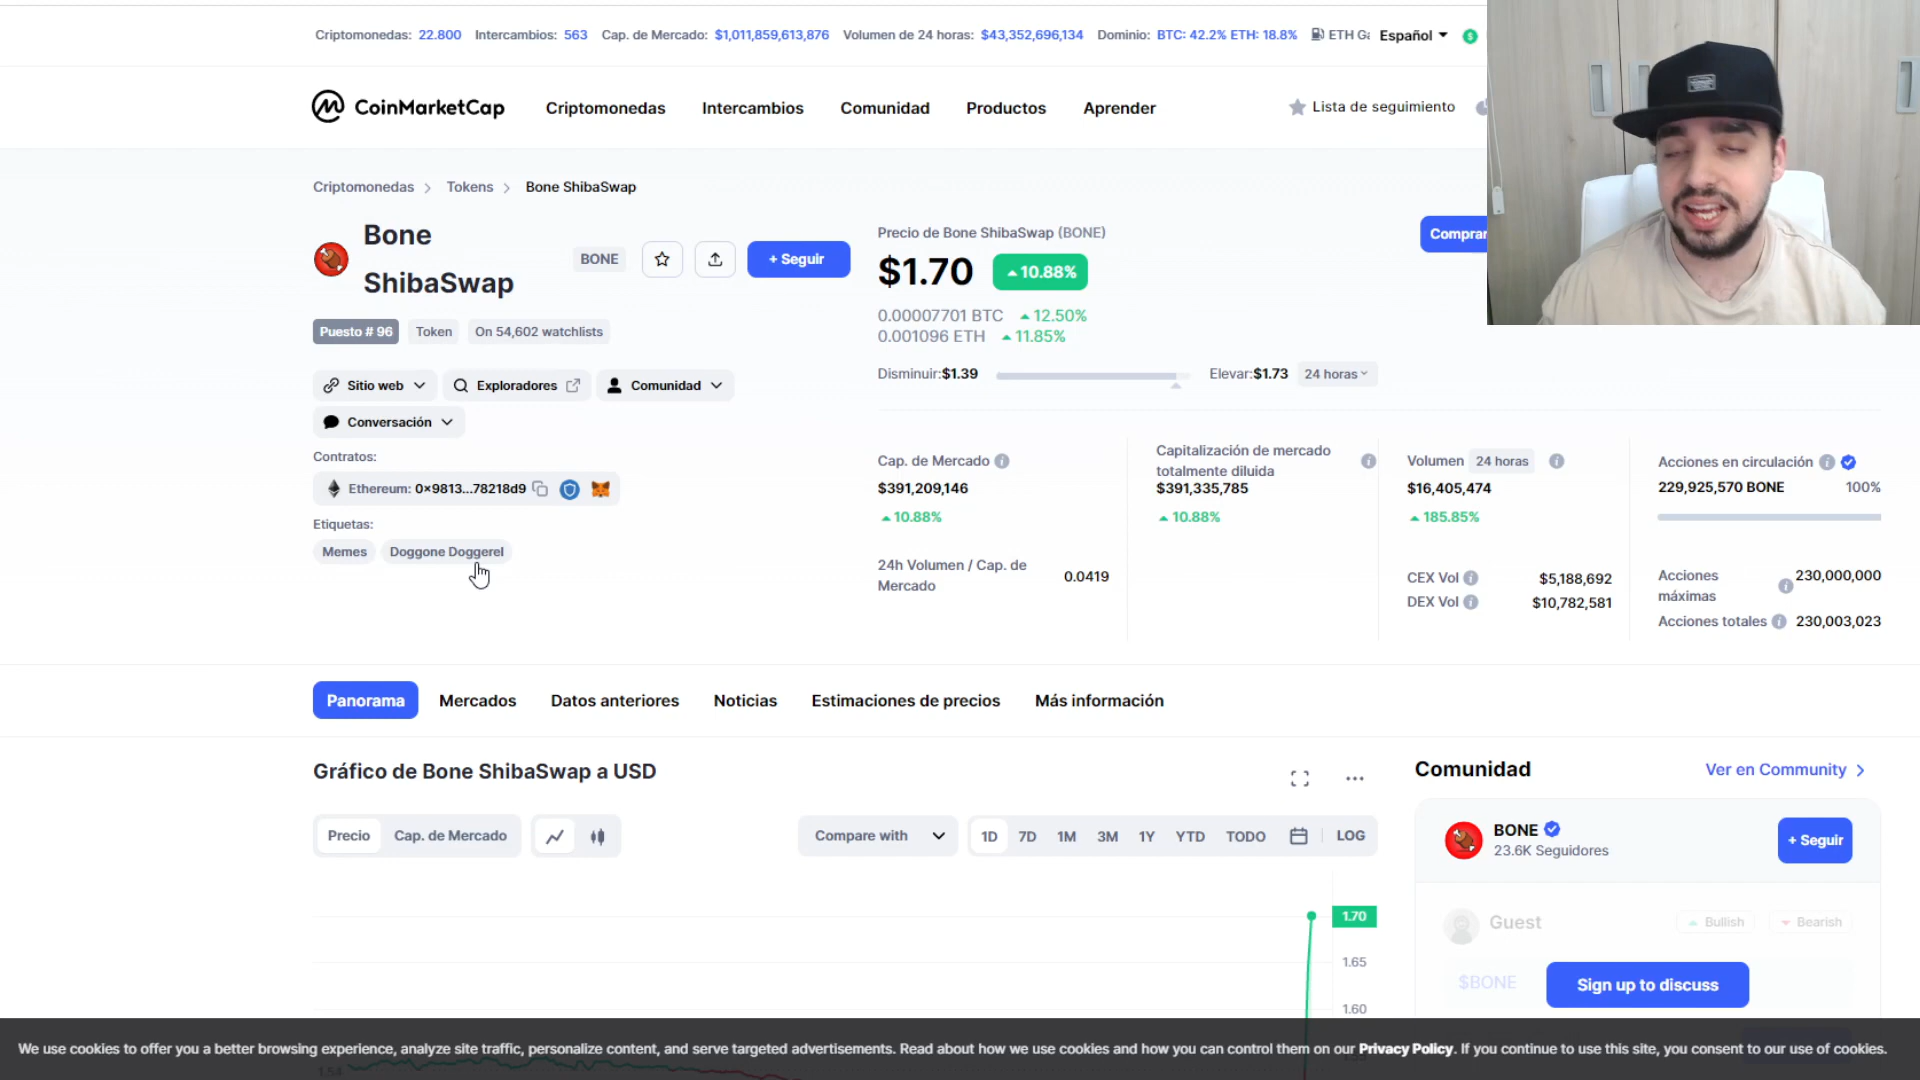 Criptomonedas: 22.800 Intercambios: 563 Cap. de Mercado: $1,011,859,613,876 Volumen de 24 horas: $43,352,696,134 Dominio: BTC: 42.2% ETH: 18.8% ETH Español
CoinMarketCap Criptomonedas Intercambios Comunidad Productos Aprender Lista de seguimiento
Criptomonedas > Tokens > Bone ShibaSwap
Bone
ShibaSwap
BONE
+ Seguir
Puesto # 96 Token On 54,602 watchlists
Sitio web Exploradores Comunidad
Conversación
Contratos:
Ethereum: 0×9813...78218d9
Etiquetas:
Memes Doggone Doggerel
Precio de Bone ShibaSwap (BONE)
$1.70 10.88%
0.00007701 BTC 12.50%
0.001096 ETH 11.85%
Disminuir:$1.39 Elevar:$1.73 24 horas
Comprar
Cap. de Mercado
$391,209,146
10.88%
24h Volumen / Cap. de
Mercado
0.0419
Capitalización de mercado
totalmente diluida
$391,335,785
10.88%
Volumen 24 horas
$16,405,474
185.85%
CEX Vol $5,188,692
DEX Vol $10,782,581
Acciones en circulación
229,925,570 BONE 100%
Acciones
máximas
230,000,000
Acciones totales 230,003,023
Panorama Mercados Datos anteriores Noticias Estimaciones de precios Más información
Gráfico de Bone ShibaSwap a USD
Precio Cap. de Mercado Compare with 1D 7D 1M 3M 1Y YTD TODO LOG
1.70
1.65
1.60
1.54
Comunidad Ver en Community >
BONE
23.6K Seguidores
+ Seguir
Guest Bullish Bearish
$BONE
Sign up to discuss
We use cookies to offer you a better browsing experience, analyze site traffic, personalize content, and serve targeted advertisements. Read about how we use cookies and how you can control them on our Privacy Policy. If you continue to use this site, you consent to our use of cookies.